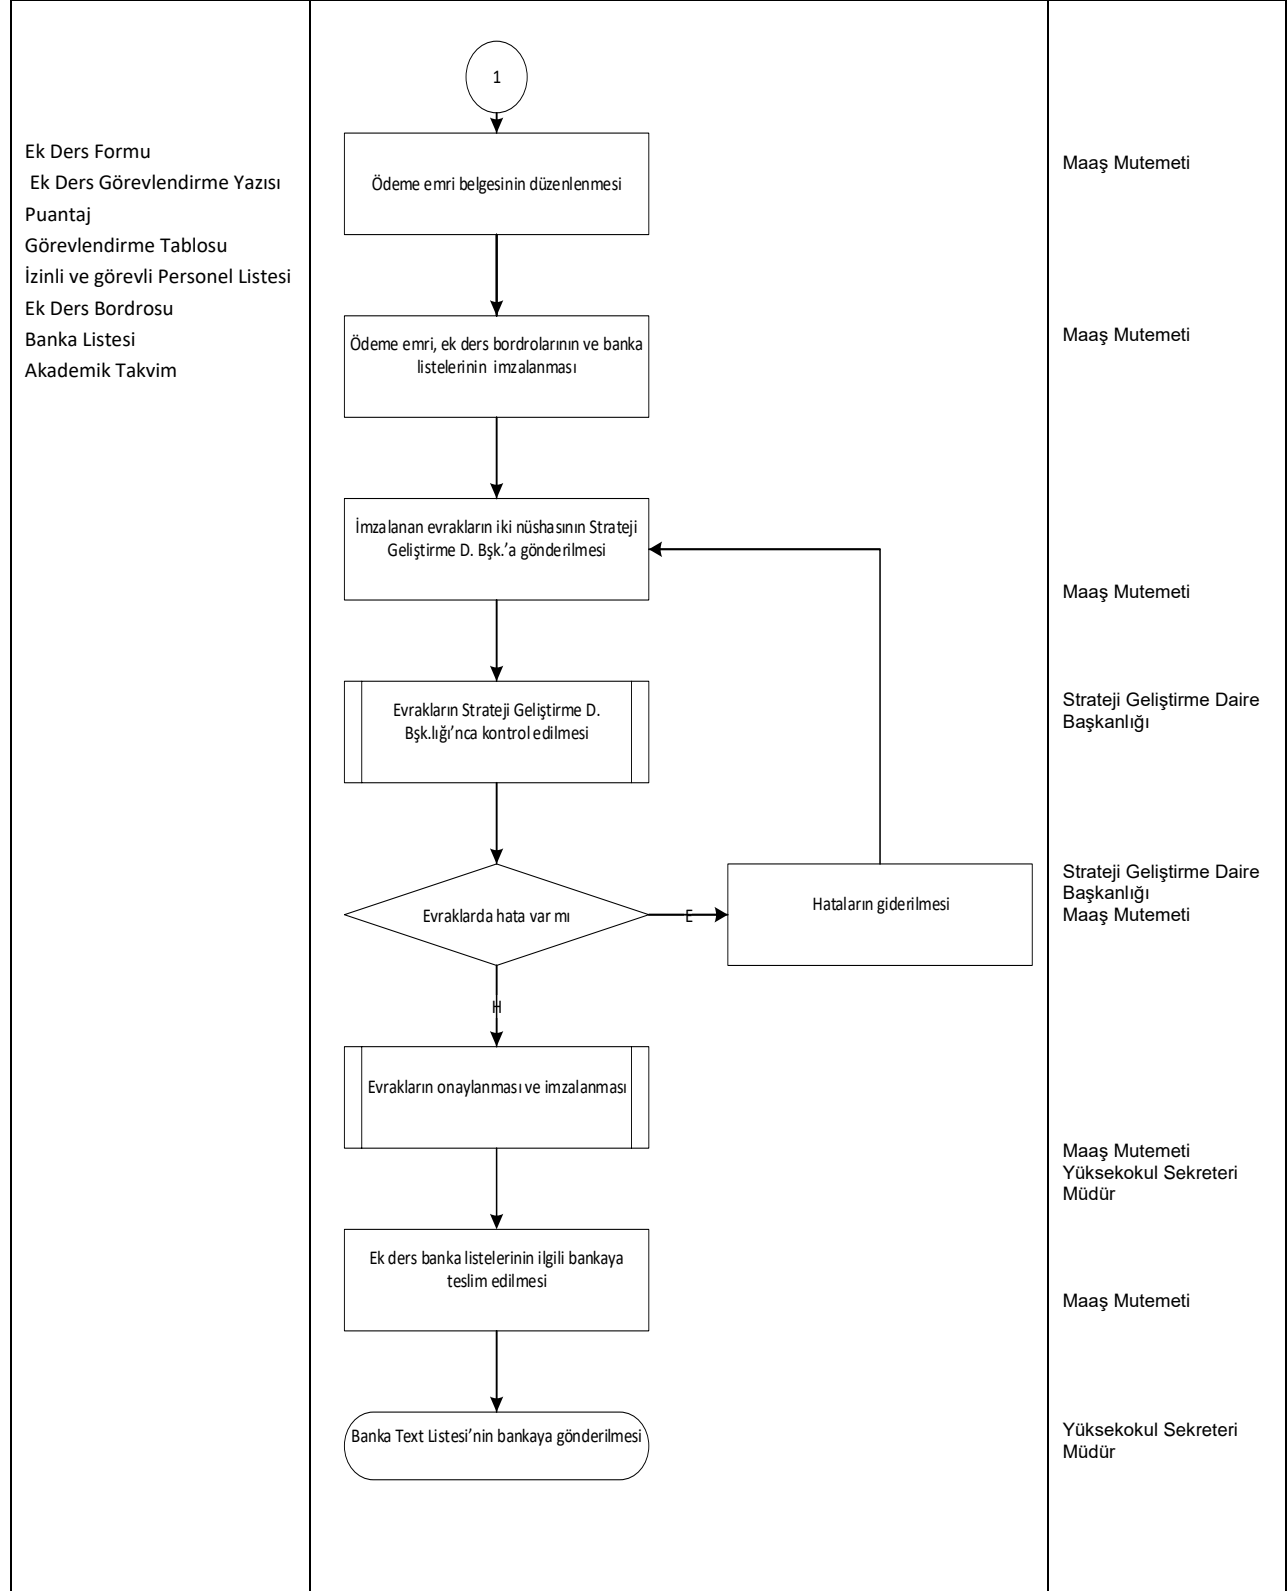 Ek Ders Formu
Ek Ders Görevlendirme Yazısı
Puantaj
Görevlendirme Tablosu
İzinli ve görevli Personel Listesi
Ek Ders Bordrosu
Banka Listesi
Akademik Takvim
1
Ödeme emri belgesinin düzenlenmesi
Ödeme emri, ek ders bordrolarının ve banka
listelerinin imzalanması
İmzalanan evrakların iki nüshasının Strateji
Geliştirme D. Bşk.’a gönderilmesi
Evrakların Strateji Geliştirme D.
Bşk.lığı’nca kontrol edilmesi
Evraklarda hata var mı
E
Hataların giderilmesi
H
Evrakların onaylanması ve imzalanması
Ek ders banka listelerinin ilgili bankaya
teslim edilmesi
Banka Text Listesi’nin bankaya gönderilmesi
Maaş Mutemeti
Maaş Mutemeti
Maaş Mutemeti
Strateji Geliştirme Daire
Başkanlığı
Strateji Geliştirme Daire
Başkanlığı
Maaş Mutemeti
Maaş Mutemeti
Yüksekokul Sekreteri
Müdür
Maaş Mutemeti
Yüksekokul Sekreteri
Müdür